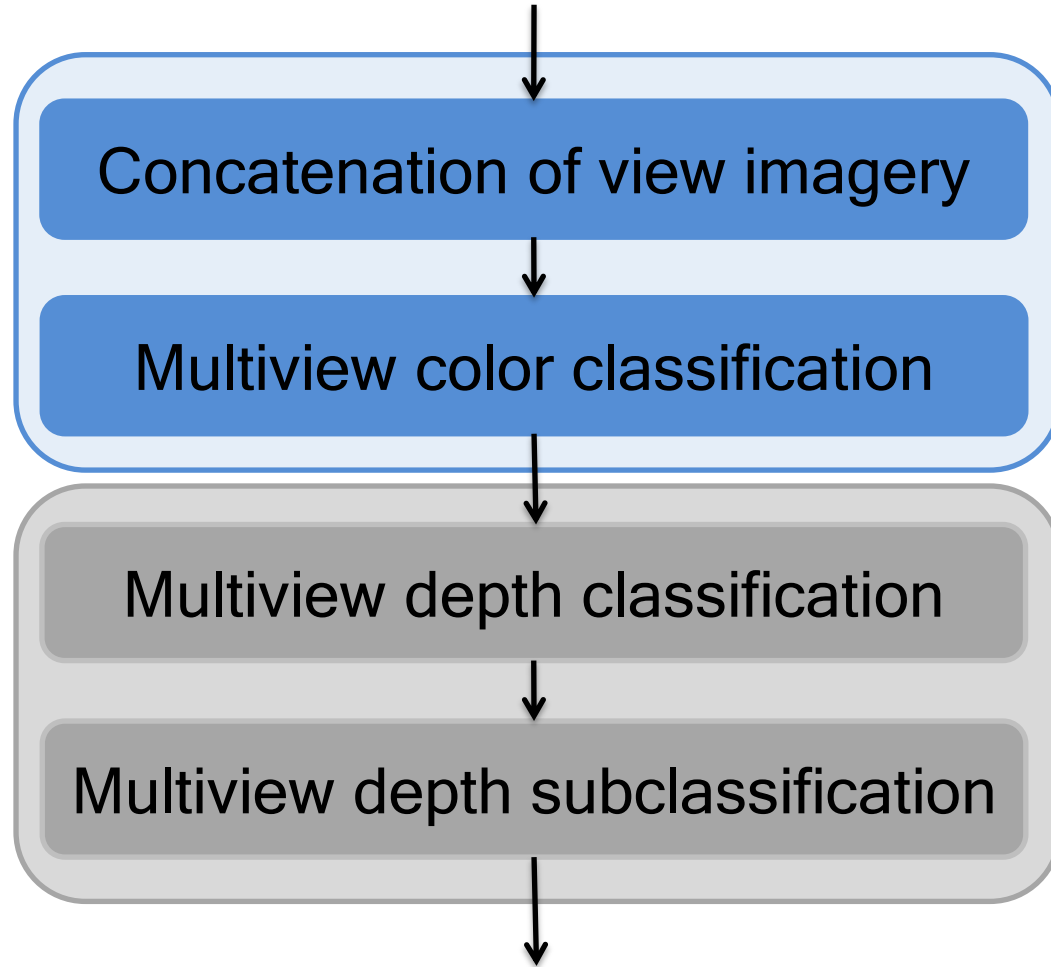 Concatenation of view imagery
Multiview color classification
Multiview depth classification
Multiview depth subclassification